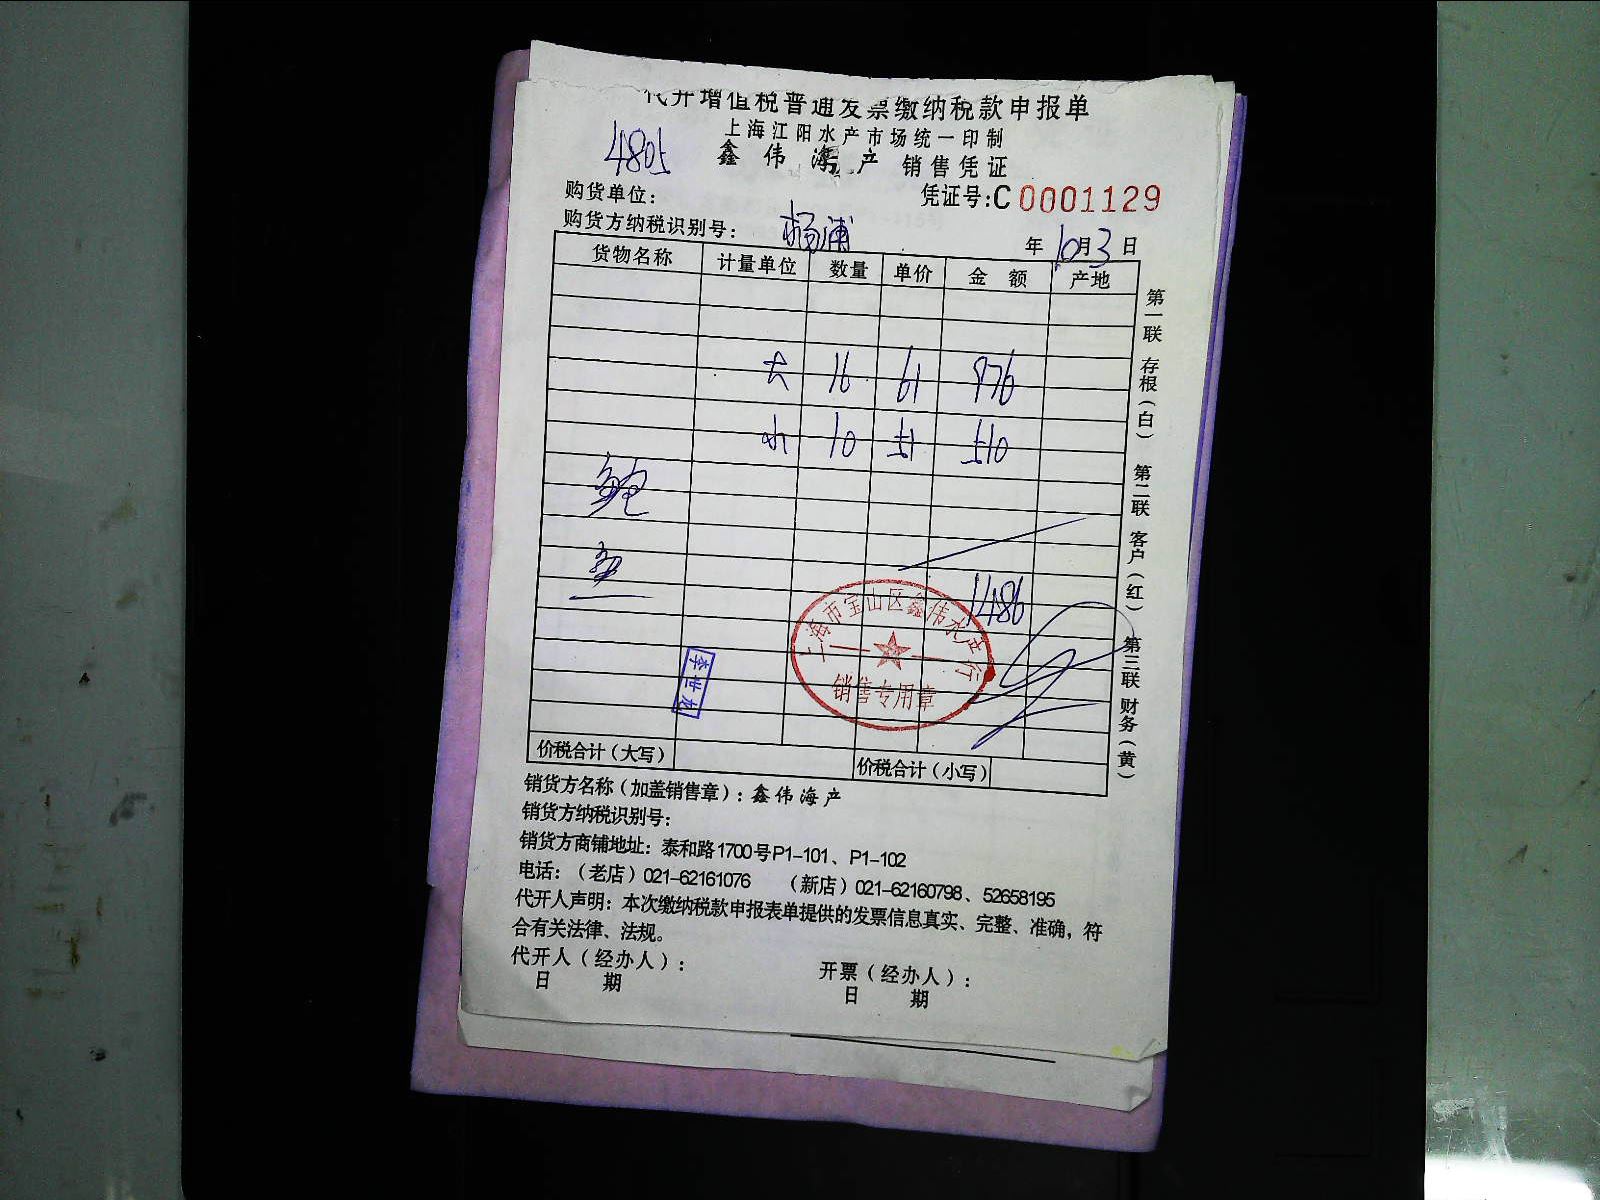 代开增值税普通发票缴纳税款申报单
上海江阳水产市场统一印制
4805
鑫伟海产 销售凭证
购货单位:
凭证号:C 0001129
购货方纳税识别号: 杨浦
年10月3日
货物名称 计量单位 数量 单价 金额 产地
大 16 61 976
小 10 51 510
鲍
鱼
1486
上海市宝山区鑫伟水产行
销售专用章
李世龙
价税合计(大写) 价税合计(小写)
第一联 存根(白) 第二联 客户(红) 第三联 财务(黄)
销货方名称(加盖销售章): 鑫伟海产
销货方纳税识别号:
销货方商铺地址: 泰和路1700号P1-101、P1-102
电话:(老店)021-62161076 (新店)021-62160798、52658195
代开人声明: 本次缴纳税款申报表单提供的发票信息真实、完整、准确,符
合有关法律、法规。
代开人(经办人): 开票(经办人):
日 期 日 期